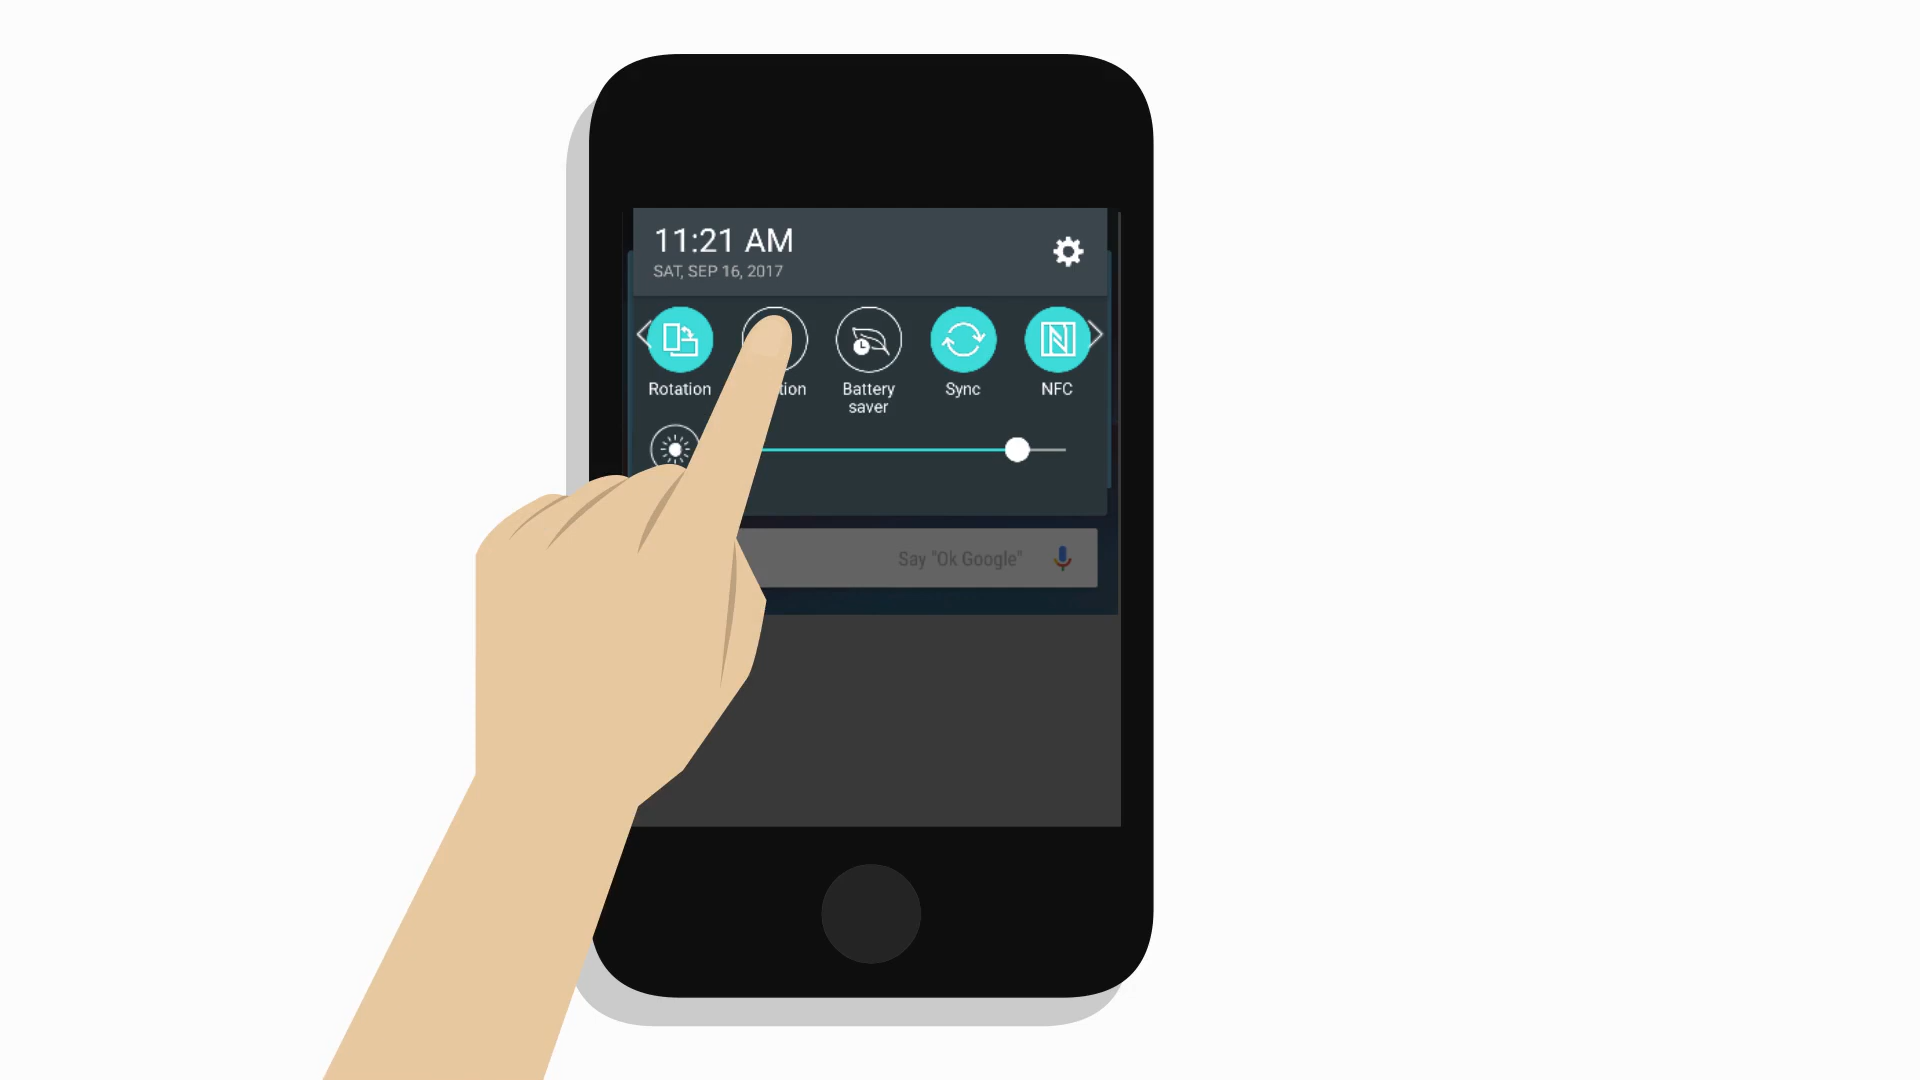 11:21 AM
SAT, SEP 16, 2017
Rotation
Battery
saver
Sync
NFC
Say "Ok Google"